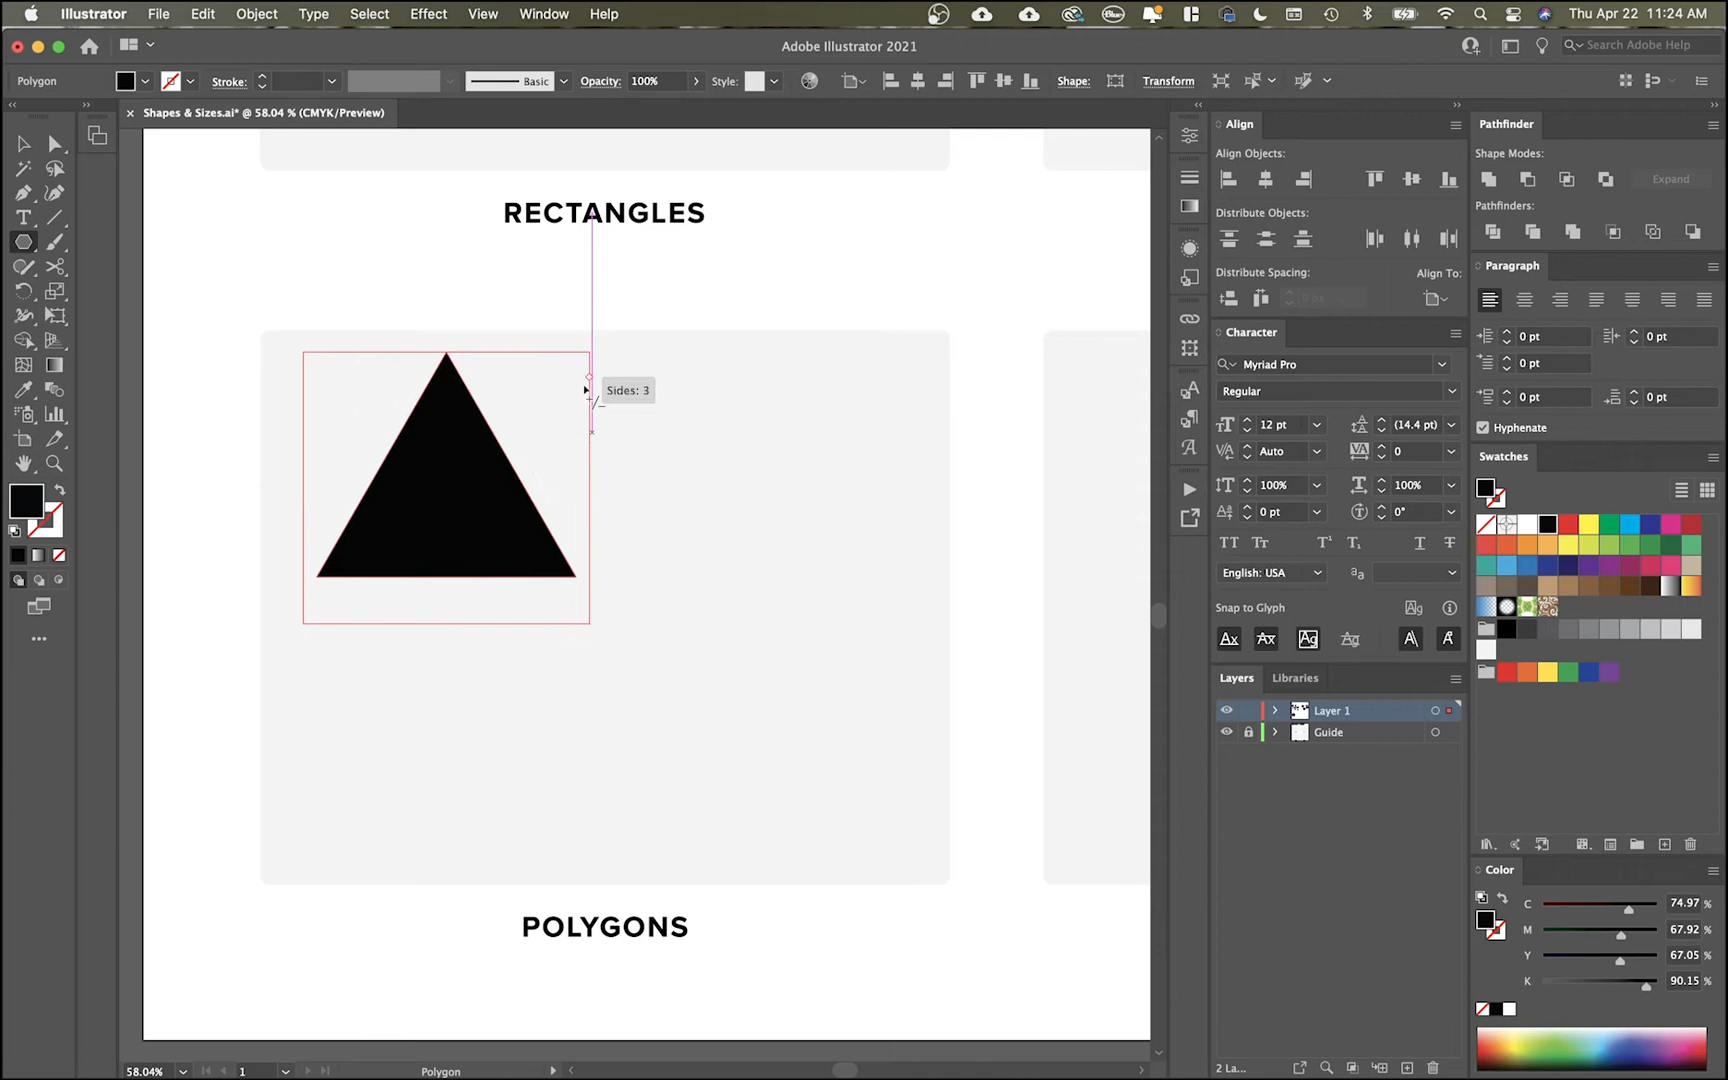 Illustrator File Edit Object Type Select Effect View Window Help
Thu Apr 22 11:24 AM
Adobe Illustrator 2021
Search Adobe Help
Polygon
Stroke:
Basic
Opacity: 100%
Style:
Shape:
Transform
Shapes & Sizes.ai* @ 58.04 % (CMYK/Preview)
RECTANGLES
Sides: 3
POLYGONS
58.04%
1
Polygon
Align
Align Objects:
Distribute Objects:
Distribute Spacing:
Align To:
0 px
Character
Myriad Pro
Regular
12 pt
(14.4 pt)
Auto
0
100%
100%
0 pt
0°
English: USA
Snap to Glyph
Layers Libraries
Layer 1
Guide
2 La...
Pathfinder
Shape Modes:
Expand
Pathfinders:
Paragraph
0 pt
0 pt
0 pt
0 pt
0 pt
Hyphenate
Swatches
Color
C 74.97 %
M 67.92 %
Y 67.05 %
K 90.15 %